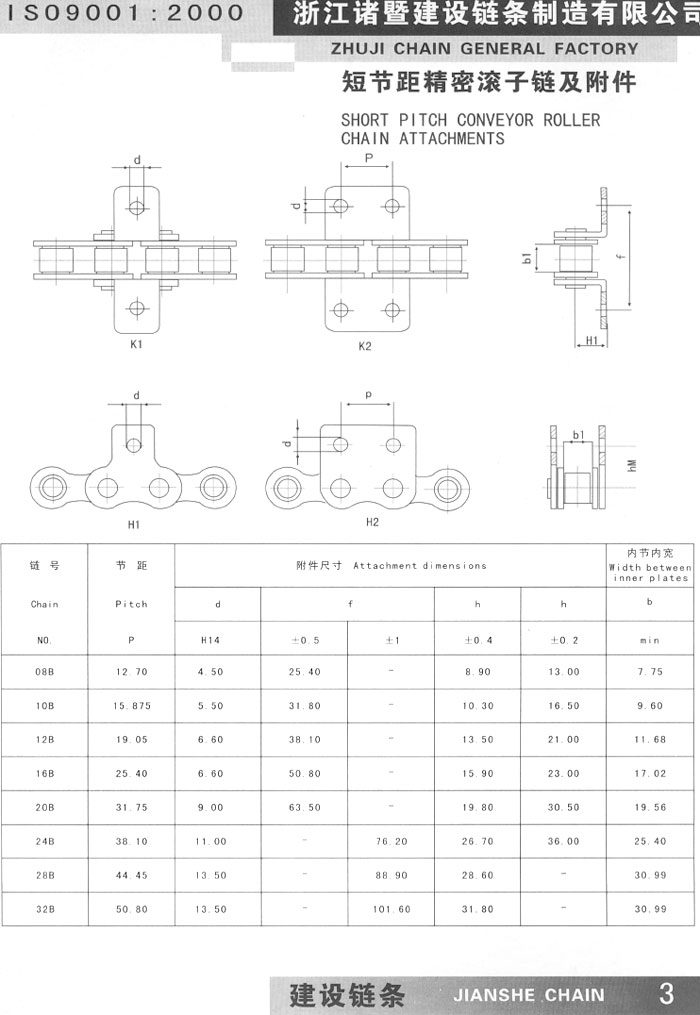 ISO9001:2000
浙江诸暨建设链条制造有限公司
ZHUJI CHAIN GENERAL FACTORY
短节距精密滚子链及附件
SHORT PITCH CONVEYOR ROLLER
CHAIN ATTACHMENTS
d P
d
b1 f
H1
K1 K2
d p
d b1
hM
H1 H2
链 号 节 距 附件尺寸 Attachment dimensions 内节内宽
Width between
inner plates
Chain Pitch d f h h b
NO. P H14 ±0.5 ±1 ±0.4 ±0.2 min
08B 12.70 4.50 25.40 - 8.90 13.00 7.75
10B 15.875 5.50 31.80 - 10.30 16.50 9.60
12B 19.05 6.60 38.10 - 13.50 21.00 11.68
16B 25.40 6.60 50.80 - 15.90 23.00 17.02
20B 31.75 9.00 63.50 - 19.80 30.50 19.56
24B 38.10 11.00 - 76.20 26.70 36.00 25.40
28B 44.45 13.50 - 88.90 28.60 - 30.99
32B 50.80 13.50 - 101.60 31.80 - 30.99
建设链条 JIANSHE CHAIN 3